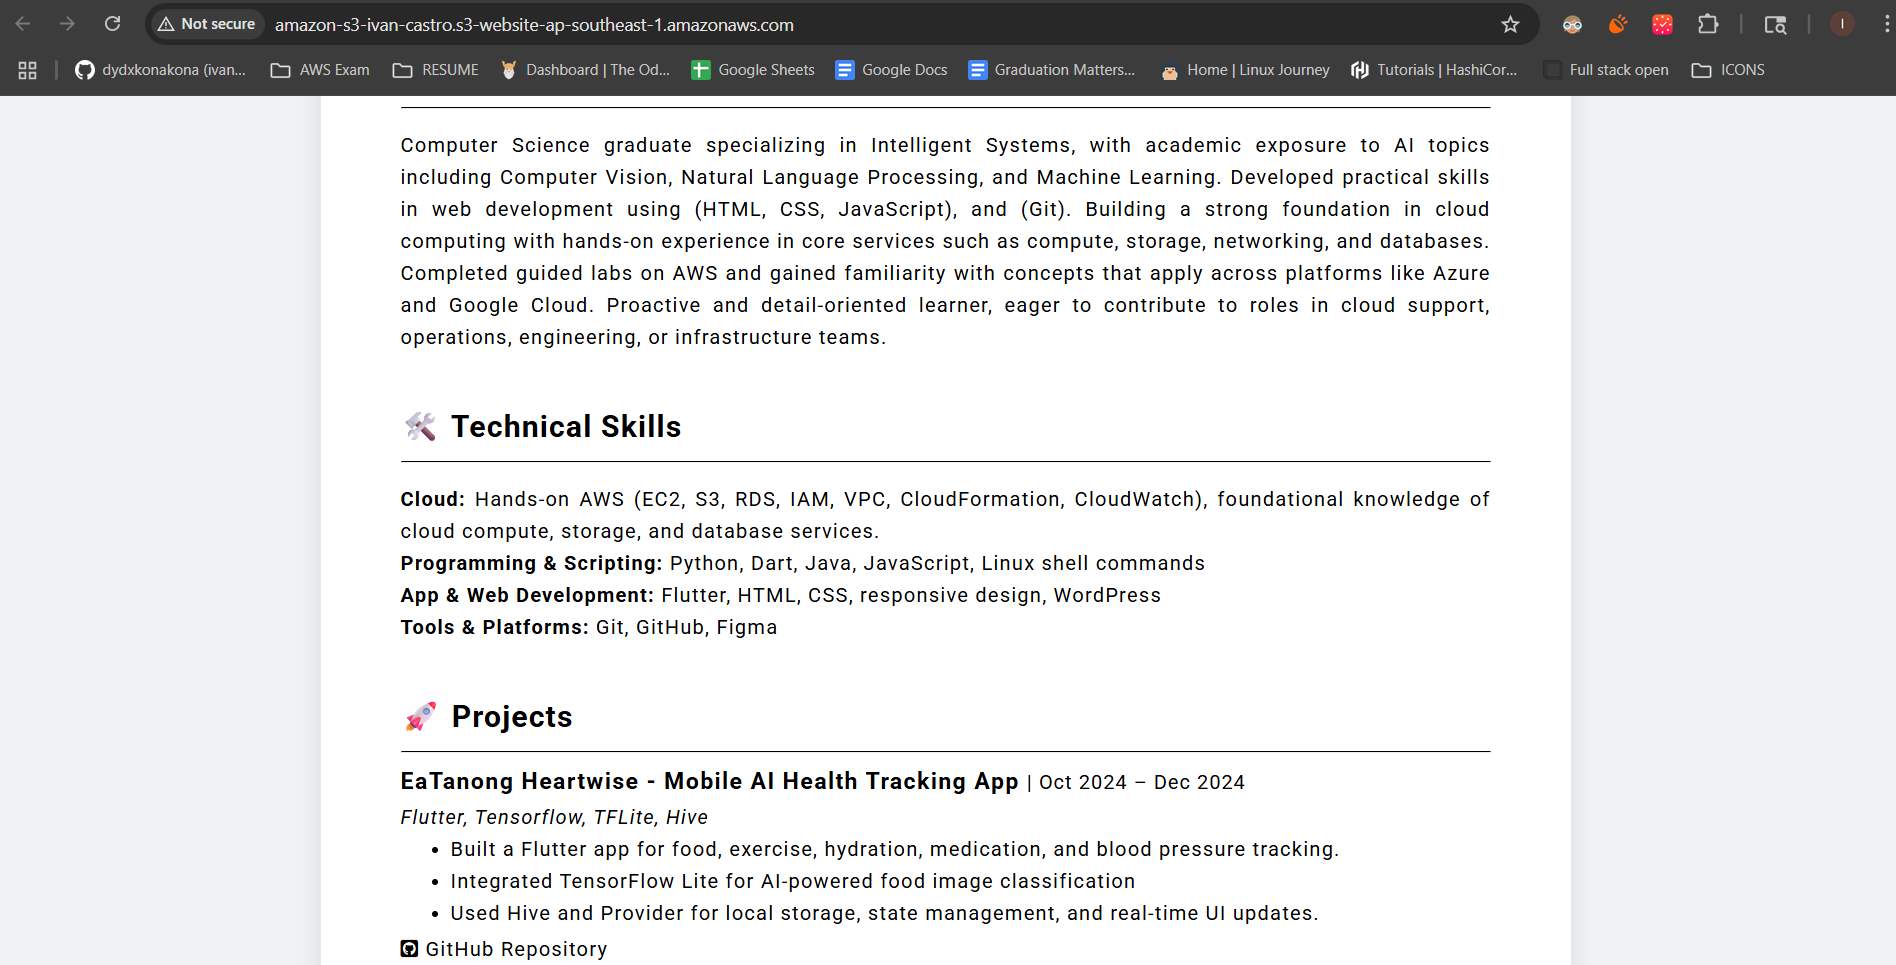 Not secure
amazon-s3-ivan-castro.s3-website-ap-southeast-1.amazonaws.com
I
dydxkonakona (ivan...
AWS Exam
RESUME
Dashboard | The Od...
Google Sheets
Google Docs
Graduation Matters...
Home | Linux Journey
Tutorials | HashiCor...
Full stack open
ICONS
Computer Science graduate specializing in Intelligent Systems, with academic exposure to AI topics
including Computer Vision, Natural Language Processing, and Machine Learning. Developed practical skills
in web development using (HTML, CSS, JavaScript), and (Git). Building a strong foundation in cloud
computing with hands-on experience in core services such as compute, storage, networking, and databases.
Completed guided labs on AWS and gained familiarity with concepts that apply across platforms like Azure
and Google Cloud. Proactive and detail-oriented learner, eager to contribute to roles in cloud support,
operations, engineering, or infrastructure teams.
Technical Skills
Cloud: Hands-on AWS (EC2, S3, RDS, IAM, VPC, CloudFormation, CloudWatch), foundational knowledge of
cloud compute, storage, and database services.
Programming & Scripting: Python, Dart, Java, JavaScript, Linux shell commands
App & Web Development: Flutter, HTML, CSS, responsive design, WordPress
Tools & Platforms: Git, GitHub, Figma
Projects
EaTanong Heartwise - Mobile AI Health Tracking App | Oct 2024 – Dec 2024
Flutter, Tensorflow, TFLite, Hive
• Built a Flutter app for food, exercise, hydration, medication, and blood pressure tracking.
• Integrated TensorFlow Lite for AI-powered food image classification
• Used Hive and Provider for local storage, state management, and real-time UI updates.
GitHub Repository